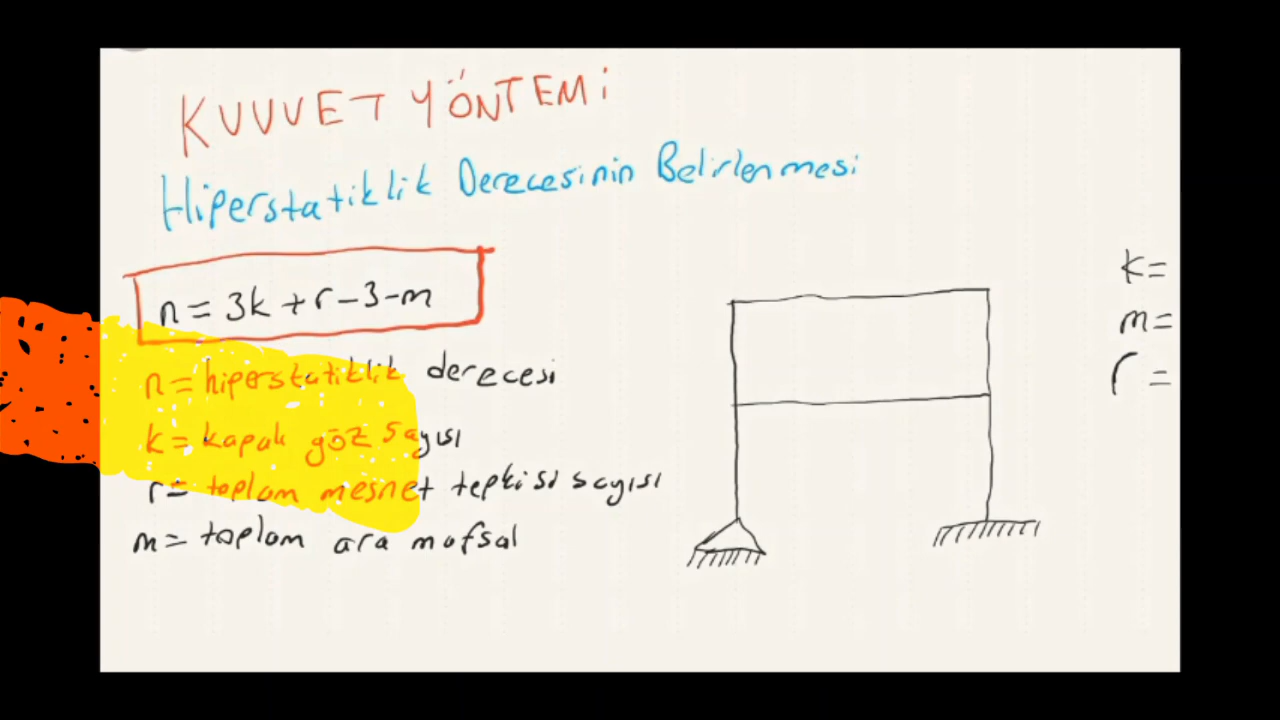 KUVVET YÖNTEMİ
Hiperstatiklik Derecesinin Belirlenmesi
n = 3k + r - 3 - m
n = hiperstatiklik derecesi
k = kapalı göz sayısı
r = toplam mesnet tepkisi sayısı
m = toplam ara mafsal
k =
m =
r =